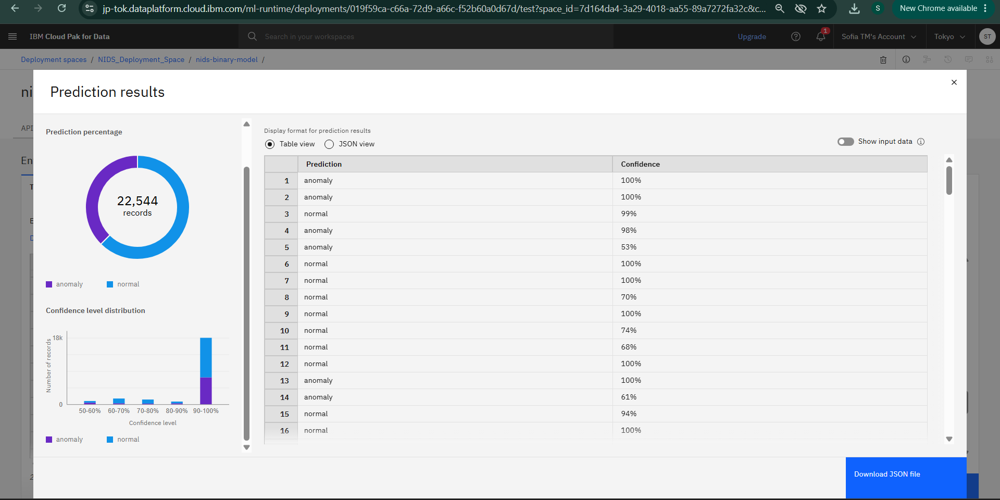 jp-tok.dataplatform.cloud.ibm.com/ml-runtime/deployments/019f59ca-c66a-72d9-a66c-f52b60a0d67d/test?space_id=7d164da4-3a29-4018-aa55-89a7272fa32c&c...
S
New Chrome available
IBM Cloud Pak for Data
Search in your workspaces
Upgrade
1
Sofia TM's Account
Tokyo
ST
Deployment spaces / NIDS_Deployment_Space / nids-binary-model /
ni
Prediction results
API
Prediction percentage
Display format for prediction results
Table view
JSON view
Show input data
En
Prediction Confidence
1 anomaly 100%
2 anomaly 100%
3 normal 99%
4 anomaly 98%
5 anomaly 53%
6 normal 100%
7 normal 100%
8 normal 70%
9 normal 100%
10 normal 74%
11 normal 68%
12 normal 100%
13 anomaly 100%
14 anomaly 61%
15 normal 94%
16 normal 100%
22,544
records
anomaly normal
Confidence level distribution
Number of records
18k
0
50-60% 60-70% 70-80% 80-90% 90-100%
Confidence level
anomaly normal
Download JSON file